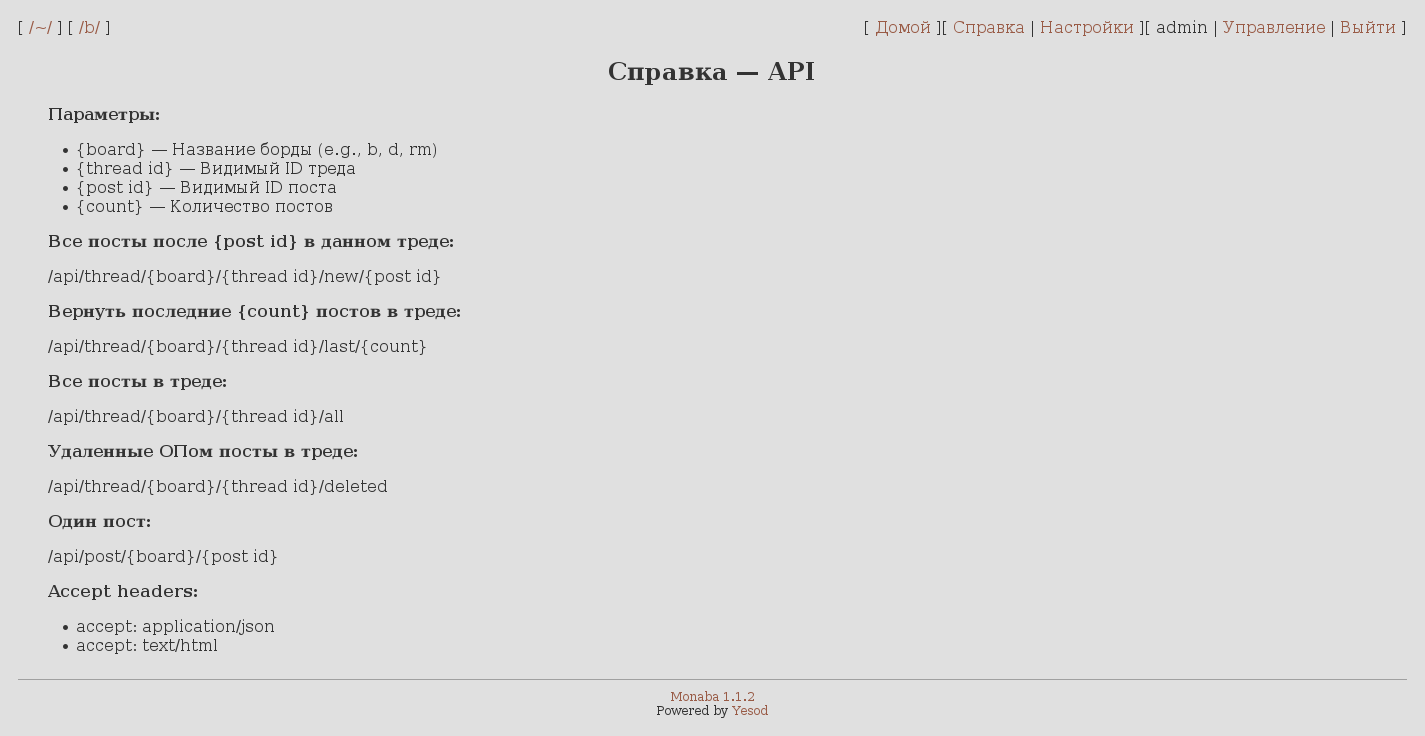 [ /~/ ] [ /b/ ]
[ Домой ][ Справка | Настройки ][ admin | Управление | Выйти ]
Справка — API
Параметры:
• {board} — Название борды (e.g., b, d, rm)
• {thread id} — Видимый ID треда
• {post id} — Видимый ID поста
• {count} — Количество постов
Все посты после {post id} в данном треде:
/api/thread/{board}/{thread id}/new/{post id}
Вернуть последние {count} постов в треде:
/api/thread/{board}/{thread id}/last/{count}
Все посты в треде:
/api/thread/{board}/{thread id}/all
Удаленные ОПом посты в треде:
/api/thread/{board}/{thread id}/deleted
Один пост:
/api/post/{board}/{post id}
Accept headers:
• accept: application/json
• accept: text/html
Monaba 1.1.2
Powered by Yesod